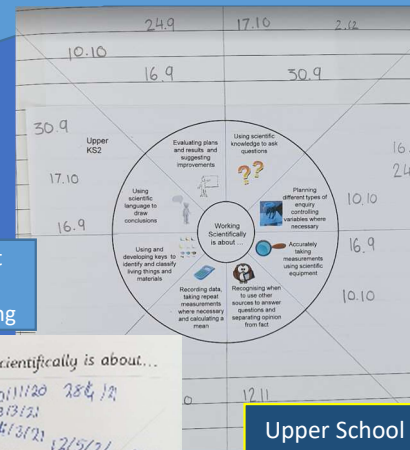 24.9
17.10
2.12
10.10
16.9
30.9
30.9
Upper
KS2
17.10
16.9
Evaluating plans
and results and
suggesting
improvements
Using scientific
knowledge to ask
questions
Planning
different types of
enquiry
controlling
variables where
necessary
Accurately
taking
measurements
using scientific
equipment
Recognising when
to use other
sources to answer
questions and
separating opinion
from fact
Recording data,
taking repeat
measurements
where necessary
and calculating a
mean
Using and
developing keys to
identify and classify
living things and
materials
Using
scientific
language to
draw
conclusions
Working
Scientifically
is about ...
16.
24
10.10
16.9
10.10
12.11
cientifically is about...
Upper School